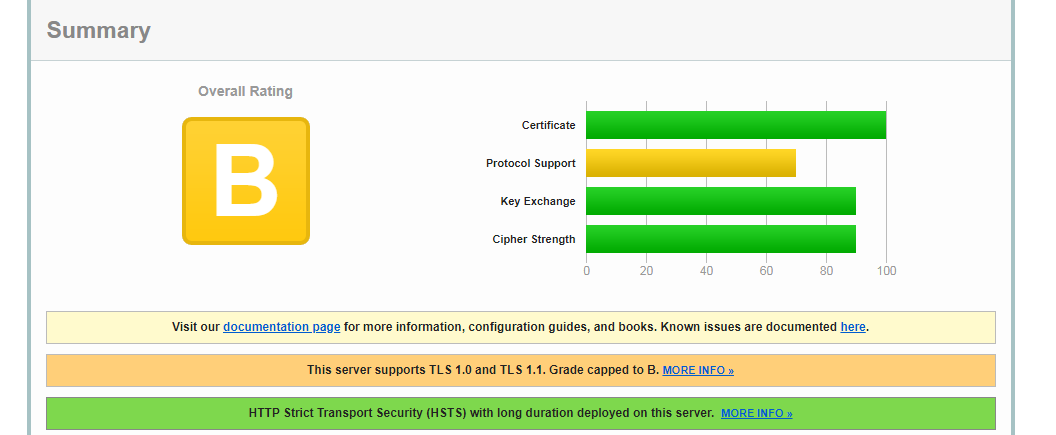 Summary
Overall Rating
B
Certificate
Protocol Support
Key Exchange
Cipher Strength
0 20 40 60 80 100
Visit our documentation page for more information, configuration guides, and books. Known issues are documented here.
This server supports TLS 1.0 and TLS 1.1. Grade capped to B. MORE INFO »
HTTP Strict Transport Security (HSTS) with long duration deployed on this server. MORE INFO »